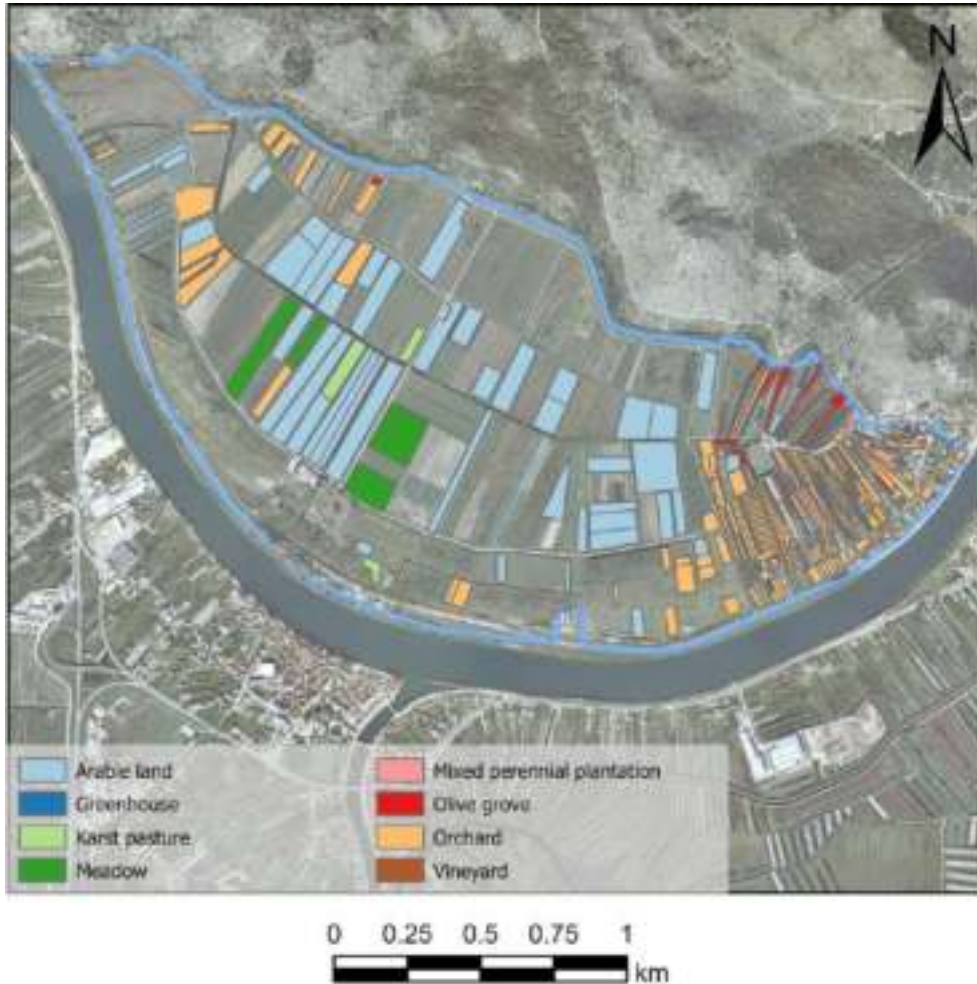 N
Arable land
Greenhouse
Karst pasture
Meadow
Mixed perennial plantation
Olive grove
Orchard
Vineyard
0 0.25 0.5 0.75 1
km